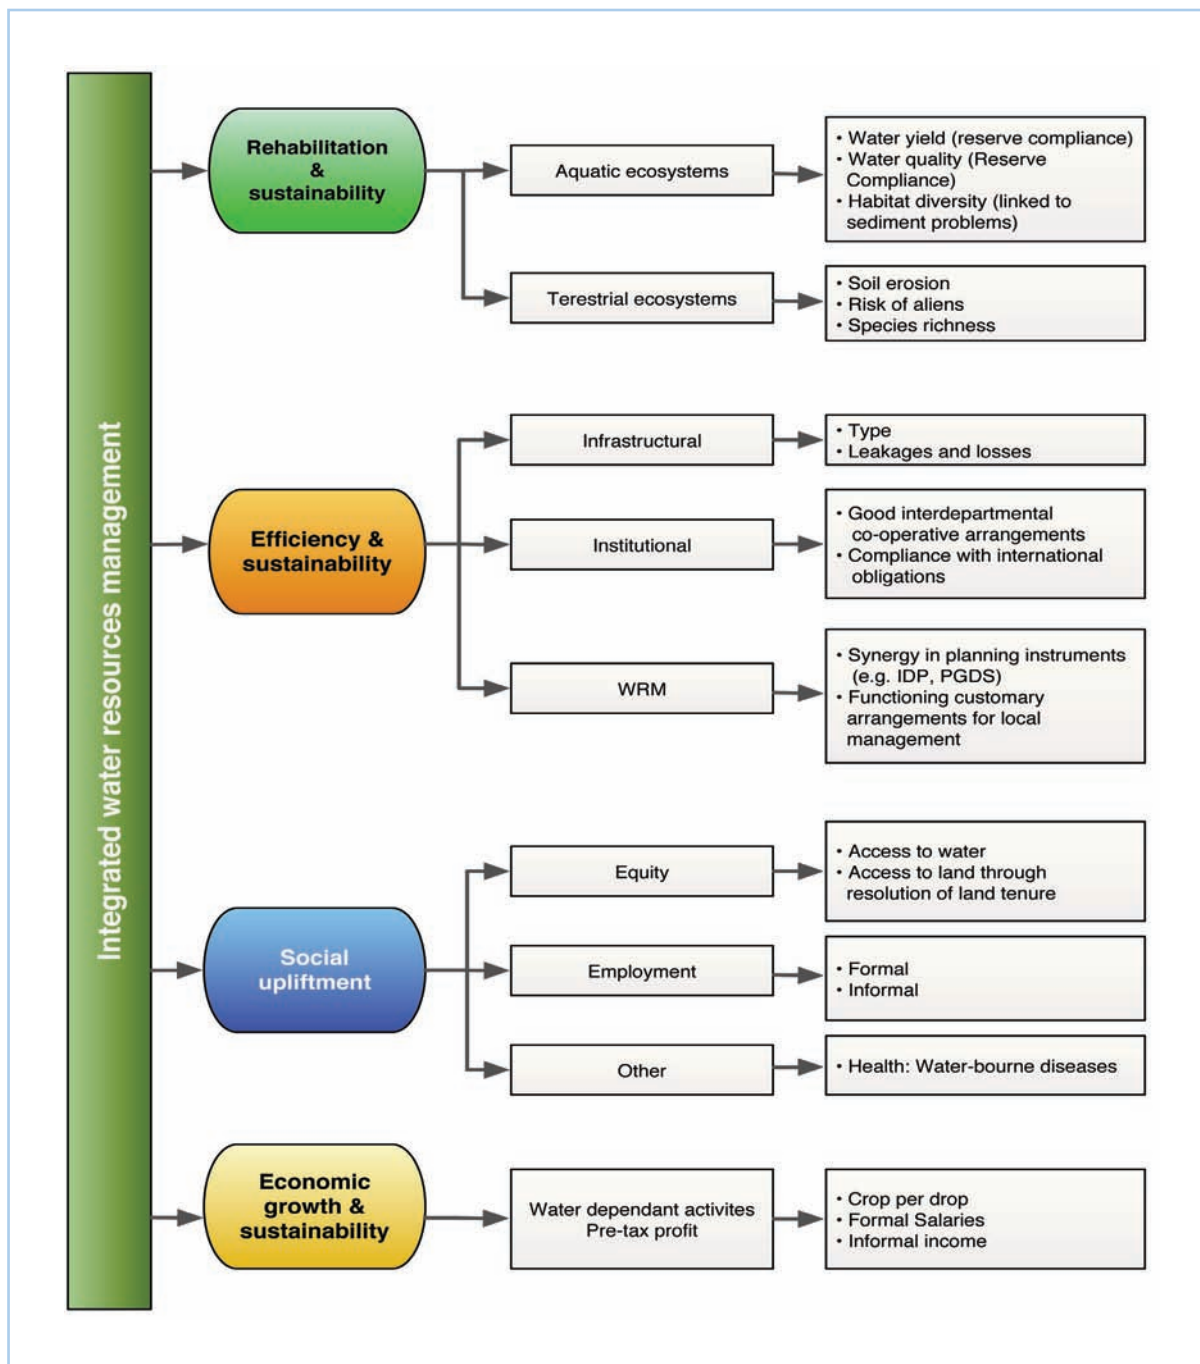 Integrated water resources management
Rehabilitation
&
sustainability
Aquatic ecosystems
• Water yield (reserve compliance)
• Water quality (Reserve
Compliance)
• Habitat diversity (linked to
sediment problems)
Terestrial ecosystems
• Soil erosion
• Risk of aliens
• Species richness
Efficiency &
sustainability
Infrastructural
• Type
• Leakages and losses
Institutional
• Good interdepartmental
co-operative arrangements
• Compliance with international
obligations
WRM
• Synergy in planning instruments
(e.g. IDP, PGDS)
• Functioning customary
arrangements for local
management
Social
upliftment
Equity
• Access to water
• Access to land through
resolution of land tenure
Employment
• Formal
• Informal
Other
• Health: Water-bourne diseases
Economic
growth &
sustainability
Water dependant activites
Pre-tax profit
• Crop per drop
• Formal Salaries
• Informal income